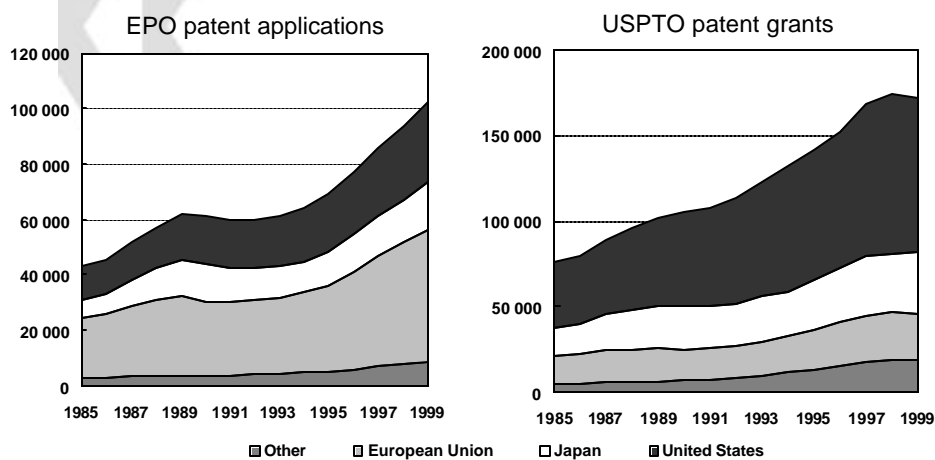 EPO patent applications
120 000
100 000
80 000
60 000
40 000
20 000
0
1985 1987 1989 1991 1993 1995 1997 1999
USPTO patent grants
200 000
150 000
100 000
50 000
0
1985 1987 1989 1991 1993 1995 1997 1999
Other European Union Japan United States